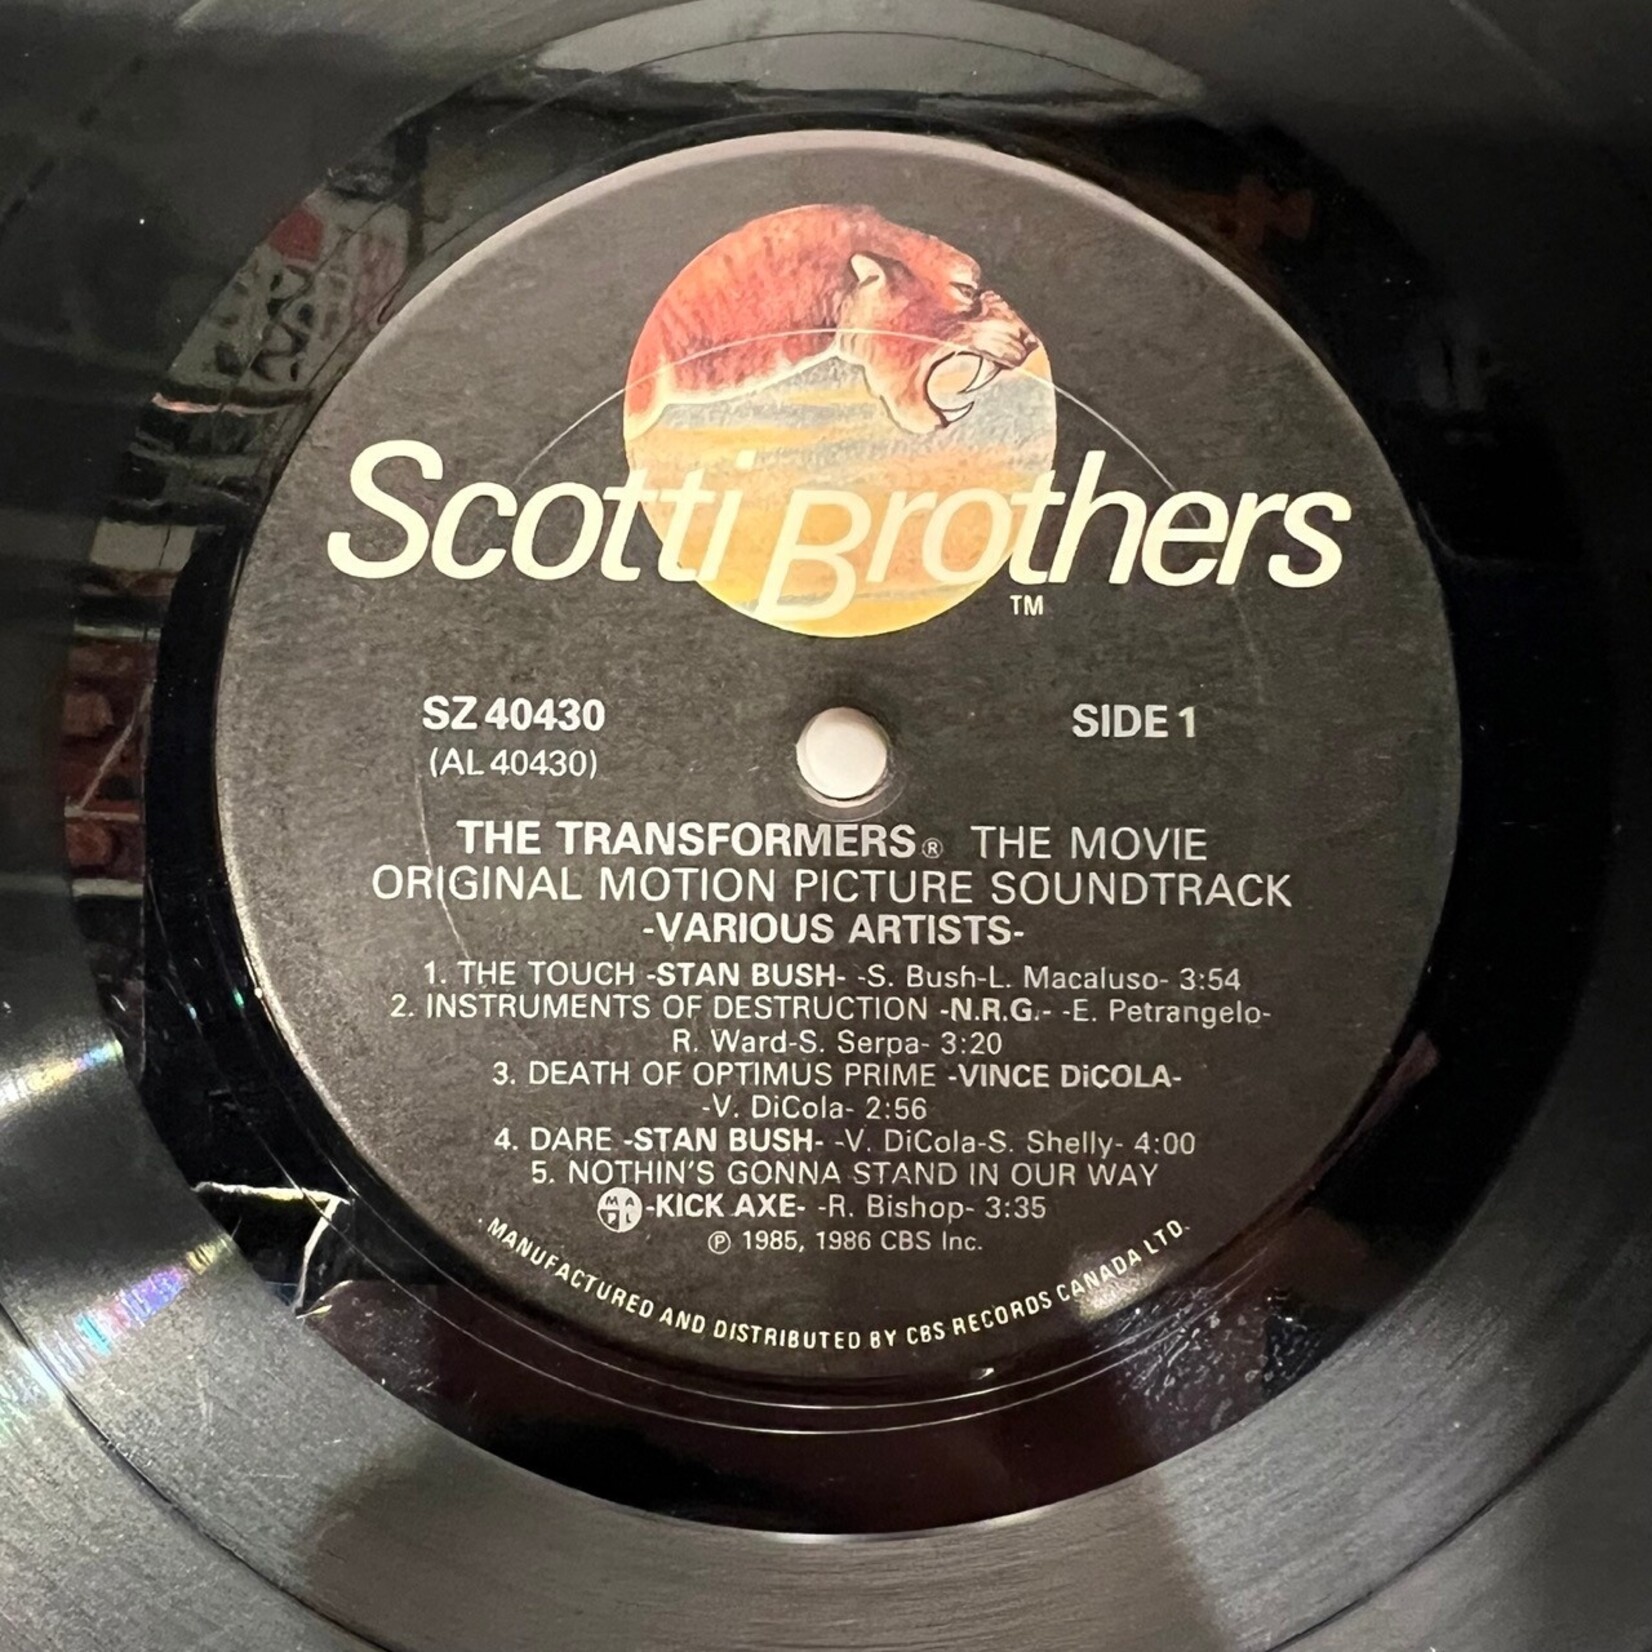 Scotti Brothers
TM
SZ 40430
(AL 40430)
SIDE 1
THE TRANSFORMERS® THE MOVIE
ORIGINAL MOTION PICTURE SOUNDTRACK
-VARIOUS ARTISTS-
1. THE TOUCH -STAN BUSH- -S. Bush-L. Macaluso- 3:54
2. INSTRUMENTS OF DESTRUCTION -N.R.G.- -E. Petrangelo-
R. Ward-S. Serpa- 3:20
3. DEATH OF OPTIMUS PRIME -VINCE DiCOLA-
-V. DiCola- 2:56
4. DARE -STAN BUSH- -V. DiCola-S. Shelly- 4:00
5. NOTHIN'S GONNA STAND IN OUR WAY
MAPL -KICK AXE- -R. Bishop- 3:35
℗ 1985, 1986 CBS Inc.
. MANUFACTURED AND DISTRIBUTED BY CBS RECORDS CANADA LTD.